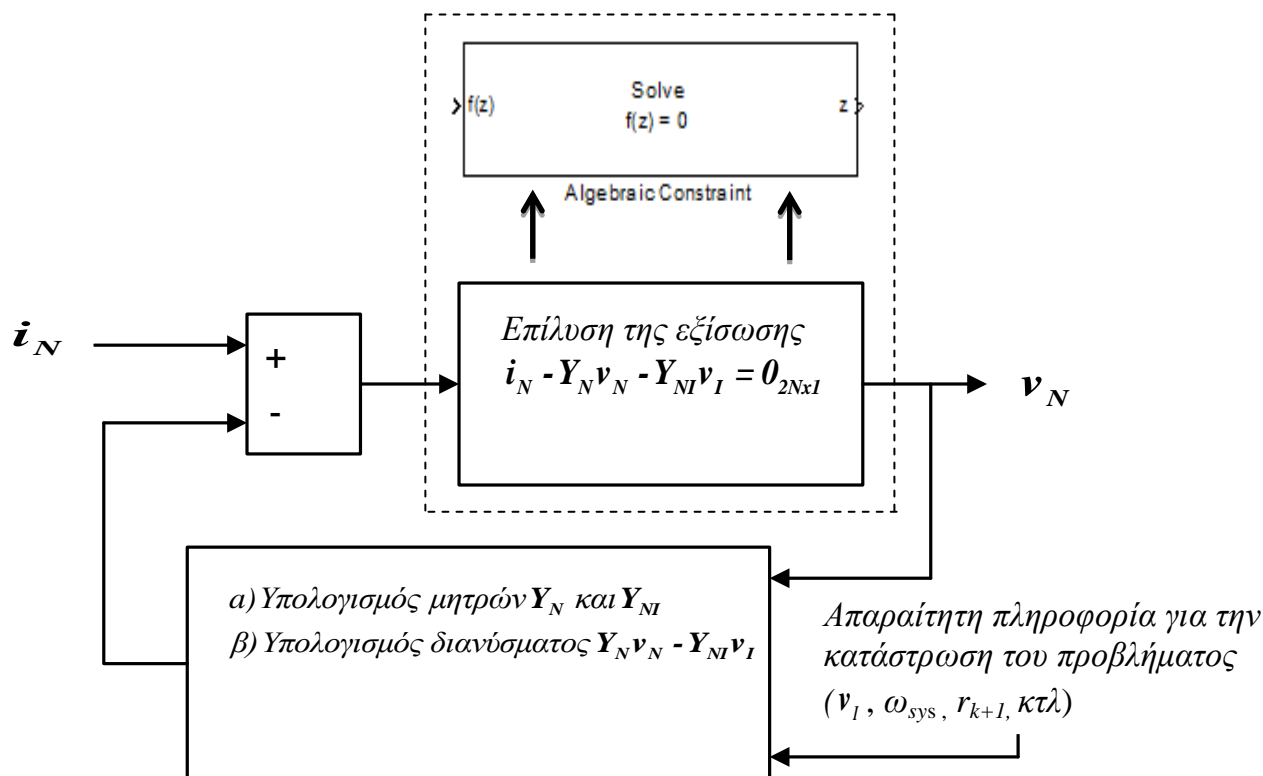 f(z)
Solve
f(z) = 0
z
Algebraic Constraint
i_N
+
-
Επίλυση της εξίσωσης
i_N - Y_N v_N - Y_NI v_I = 0_2Nx1
v_N
α) Υπολογισμός μητρών Y_N και Y_NI
β) Υπολογισμός διανύσματος Y_N v_N - Y_NI v_I
Απαραίτητη πληροφορία για την
κατάστρωση του προβλήματος
(v_I , ω_sys , r_k+1, κτλ)